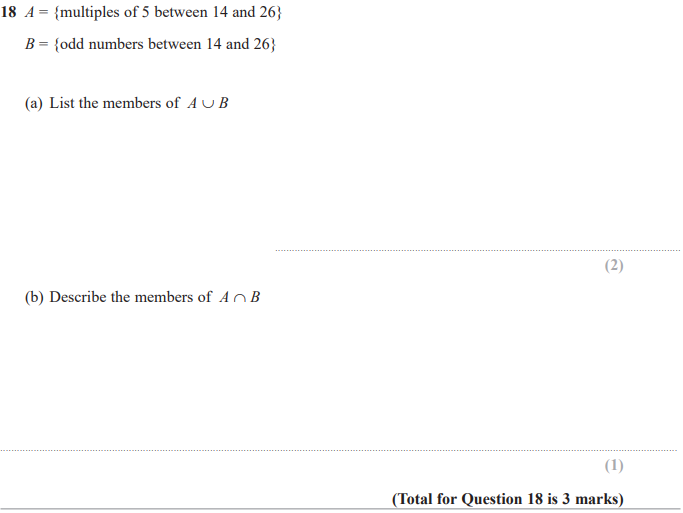 18 A = {multiples of 5 between 14 and 26}
B = {odd numbers between 14 and 26}
(a) List the members of A ∪ B
(2)
(b) Describe the members of A ∩ B
(1)
(Total for Question 18 is 3 marks)